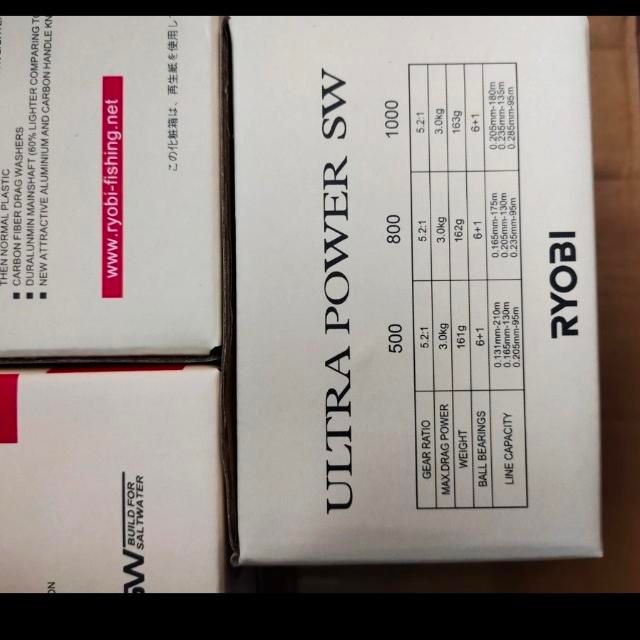 THEN NORMAL PLASTIC
■ CARBON FIBER DRAG WASHERS
■ DURALUNMIN MAINSHAFT (60% LIGHTER COMPARING TO
■ NEW ATTRACTIVE ALUMINIUM AND CARBON HANDLE KN
www.ryobi-fishing.net
この化粧箱は、再生紙を使用し
SW BUILD FOR
SALTWATER
ULTRA POWER SW
500 800 1000
GEAR RATIO 5.2:1 5.2:1 5.2:1
MAX.DRAG POWER 3.0kg 3.0kg 3.0kg
WEIGHT 161g 162g 163g
BALL BEARINGS 6+1 6+1 6+1
LINE CAPACITY 0.131mm-210m 0.165mm-175m 0.205mm-180m
0.165mm-130m 0.205mm-130m 0.235mm-135m
0.205mm-95m 0.235mm-95m 0.285mm-95m
RYOBI